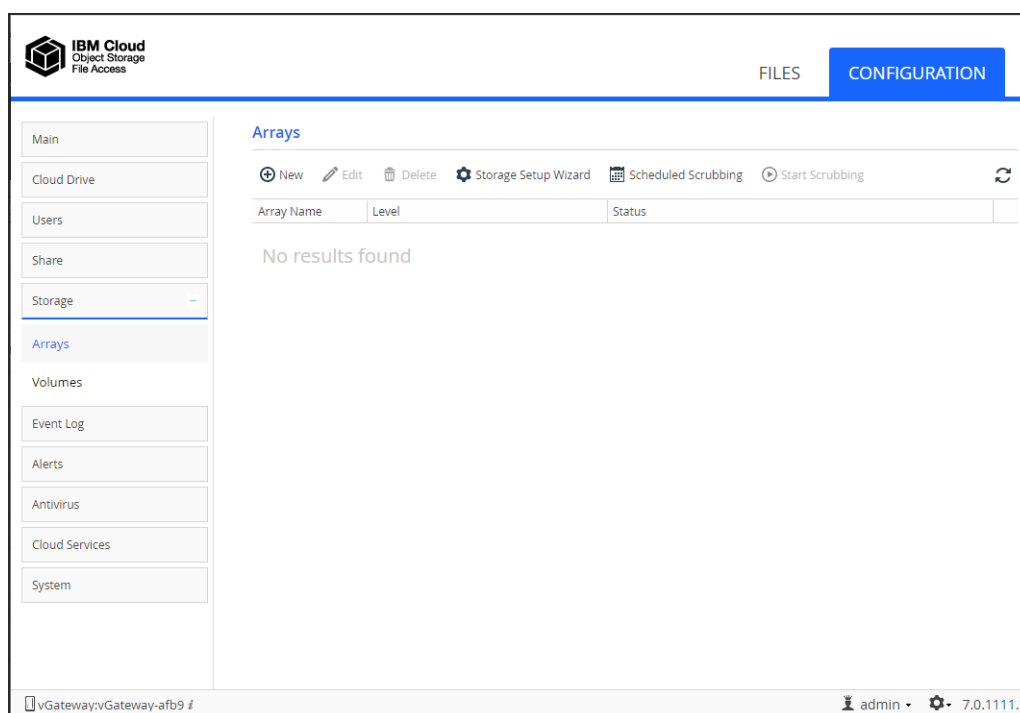 IBM Cloud
Object Storage
File Access
FILES
CONFIGURATION
Main
Cloud Drive
Users
Share
Storage
Arrays
Volumes
Event Log
Alerts
Antivirus
Cloud Services
System
Arrays
New
Edit
Delete
Storage Setup Wizard
Scheduled Scrubbing
Start Scrubbing
Array Name
Level
Status
No results found
vGateway:vGateway-afb9 i
admin
7.0.1111.